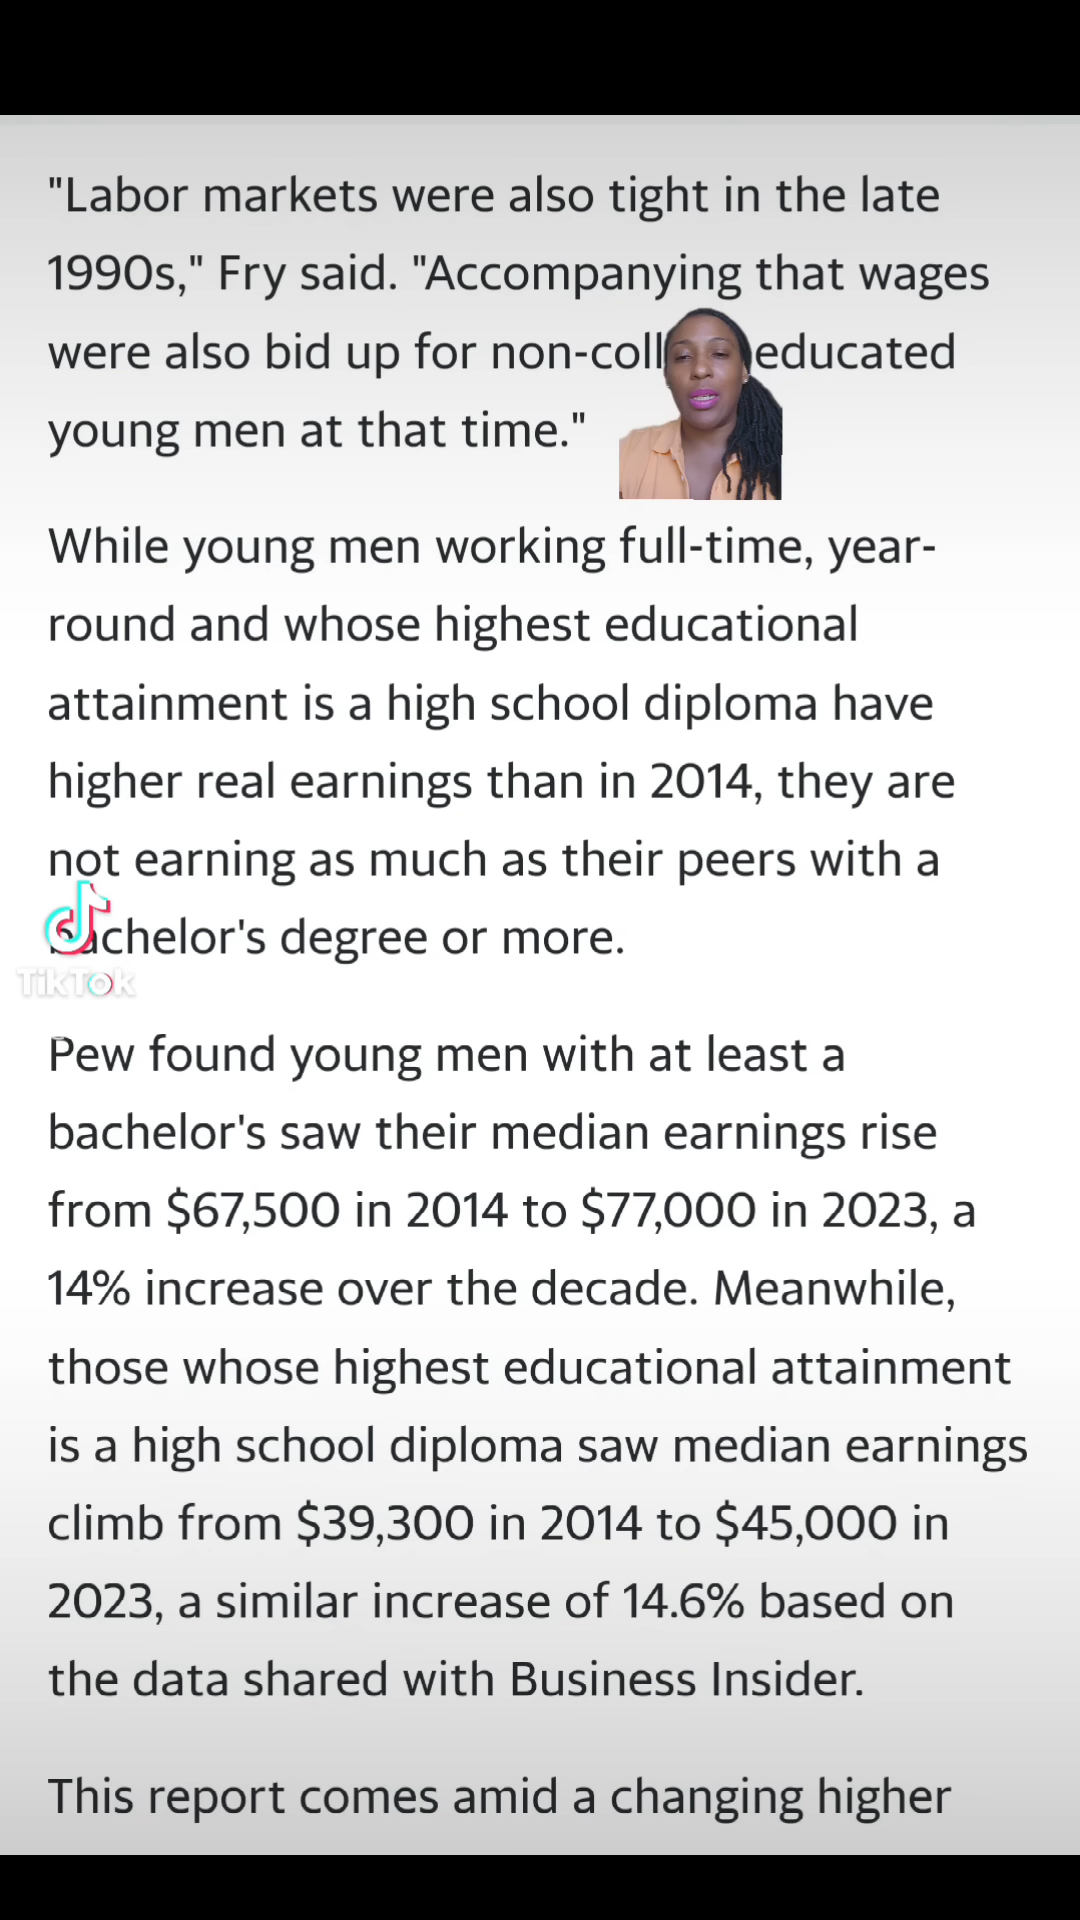 "Labor markets were also tight in the late
1990s," Fry said. "Accompanying that wages
were also bid up for non-coll educated
young men at that time."
While young men working full-time, year-
round and whose highest educational
attainment is a high school diploma have
higher real earnings than in 2014, they are
not earning as much as their peers with a
bachelor's degree or more.
TikTok
Pew found young men with at least a
bachelor's saw their median earnings rise
from $67,500 in 2014 to $77,000 in 2023, a
14% increase over the decade. Meanwhile,
those whose highest educational attainment
is a high school diploma saw median earnings
climb from $39,300 in 2014 to $45,000 in
2023, a similar increase of 14.6% based on
the data shared with Business Insider.
This report comes amid a changing higher